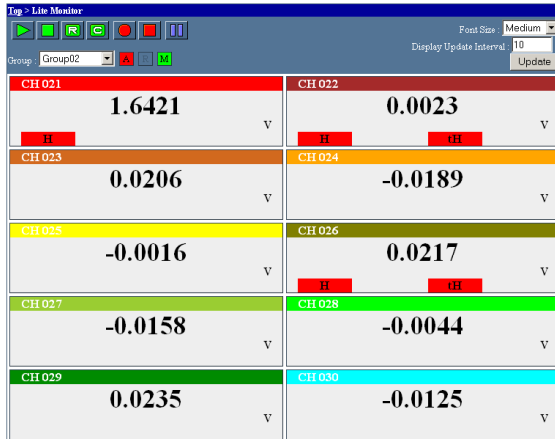 Top > Lite Monitor
R C
Font Size : Medium
Display Update Interval : 10
Group : Group02 A R M
Update
CH 021 CH 022
1.6421 0.0023
V V
H H tH
CH 023 CH 024
0.0206 -0.0189
V V
CH 025 CH 026
-0.0016 0.0217
V V
H tH
CH 027 CH 028
-0.0158 -0.0044
V V
CH 029 CH 030
0.0235 -0.0125
V V